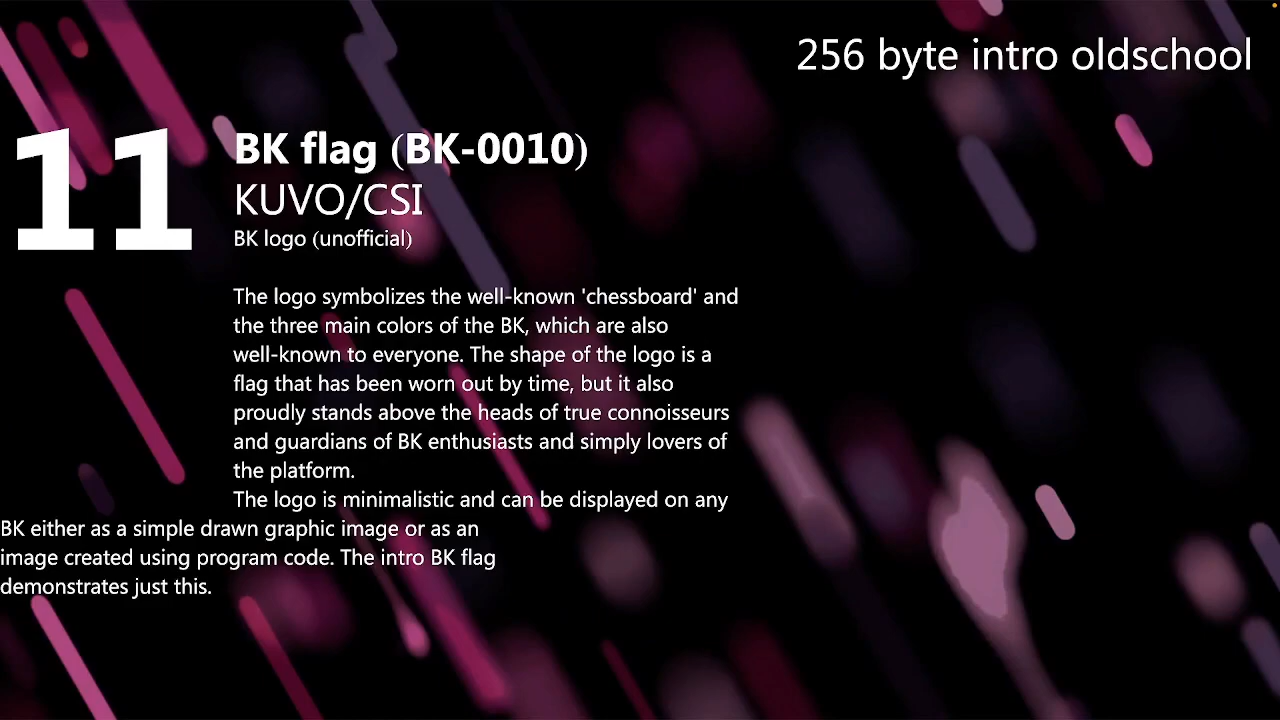 256 byte intro oldschool
11
BK flag (BK-0010)
KUVO/CSI
BK logo (unofficial)
The logo symbolizes the well-known 'chessboard' and
the three main colors of the BK, which are also
well-known to everyone. The shape of the logo is a
flag that has been worn out by time, but it also
proudly stands above the heads of true connoisseurs
and guardians of BK enthusiasts and simply lovers of
the platform.
The logo is minimalistic and can be displayed on any
BK either as a simple drawn graphic image or as an
image created using program code. The intro BK flag
demonstrates just this.